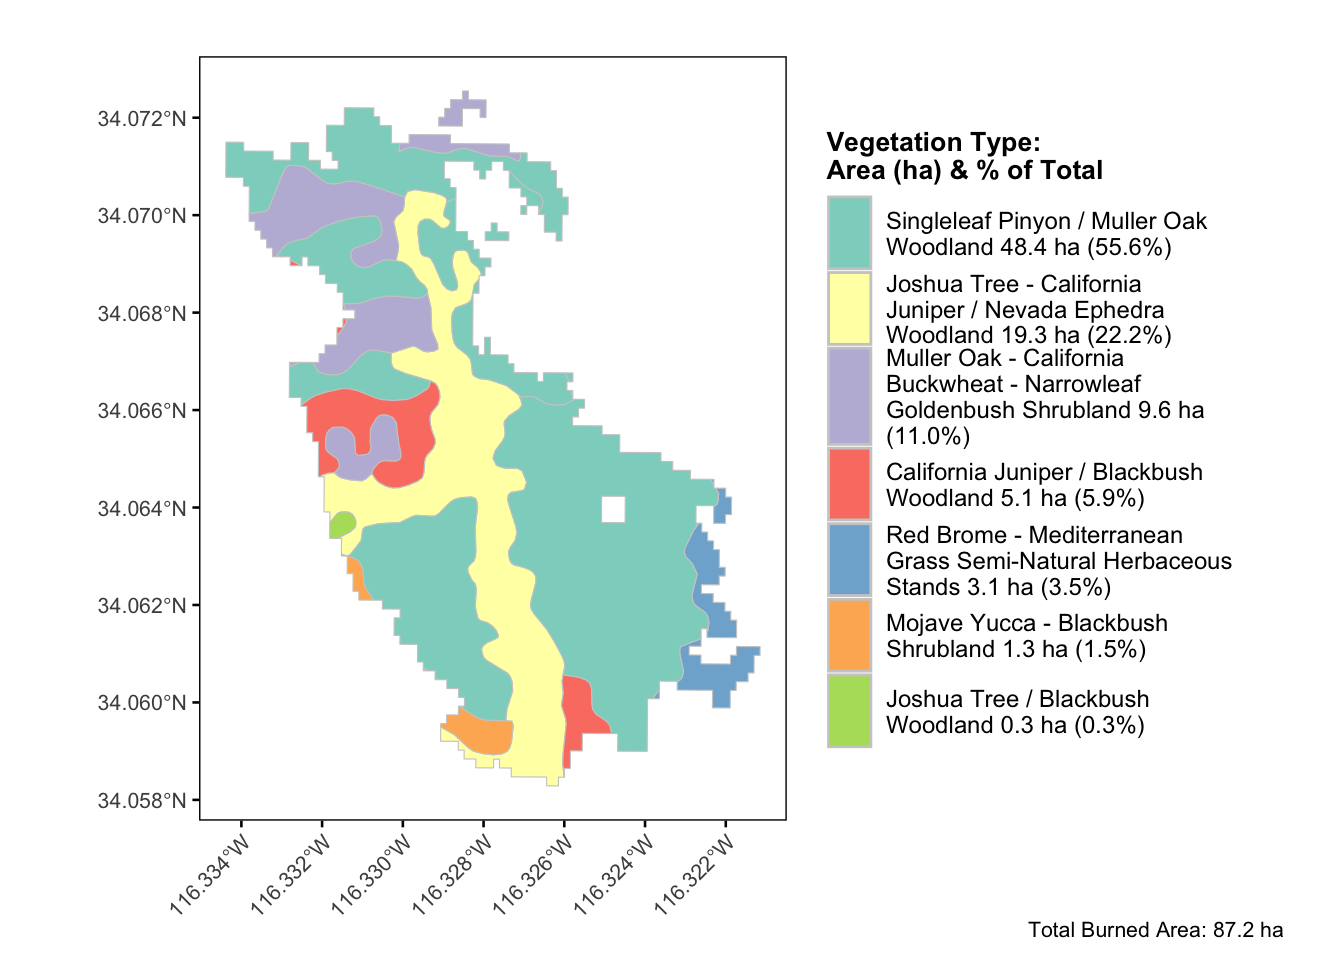 34.072°N
34.070°N
34.068°N
34.066°N
34.064°N
34.062°N
34.060°N
34.058°N
116.334°W
116.332°W
116.330°W
116.328°W
116.326°W
116.324°W
116.322°W
Vegetation Type:
Area (ha) & % of Total
Singleleaf Pinyon / Muller Oak
Woodland 48.4 ha (55.6%)
Joshua Tree - California
Juniper / Nevada Ephedra
Woodland 19.3 ha (22.2%)
Muller Oak - California
Buckwheat - Narrowleaf
Goldenbush Shrubland 9.6 ha
(11.0%)
California Juniper / Blackbush
Woodland 5.1 ha (5.9%)
Red Brome - Mediterranean
Grass Semi-Natural Herbaceous
Stands 3.1 ha (3.5%)
Mojave Yucca - Blackbush
Shrubland 1.3 ha (1.5%)
Joshua Tree / Blackbush
Woodland 0.3 ha (0.3%)
Total Burned Area: 87.2 ha